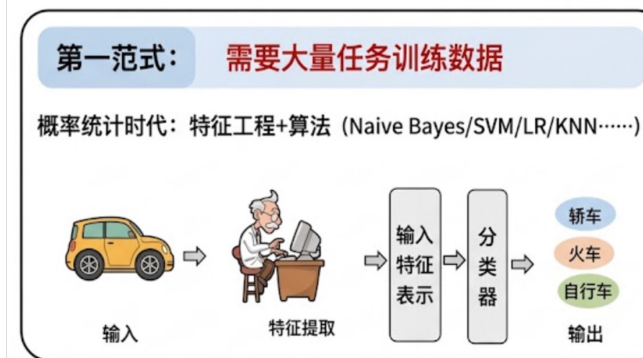 第一范式： 需要大量任务训练数据
概率统计时代：特征工程+算法（Naive Bayes/SVM/LR/KNN……）
输入
特征提取
输入
特征
表示
分
类
器
轿车
火车
自行车
输出